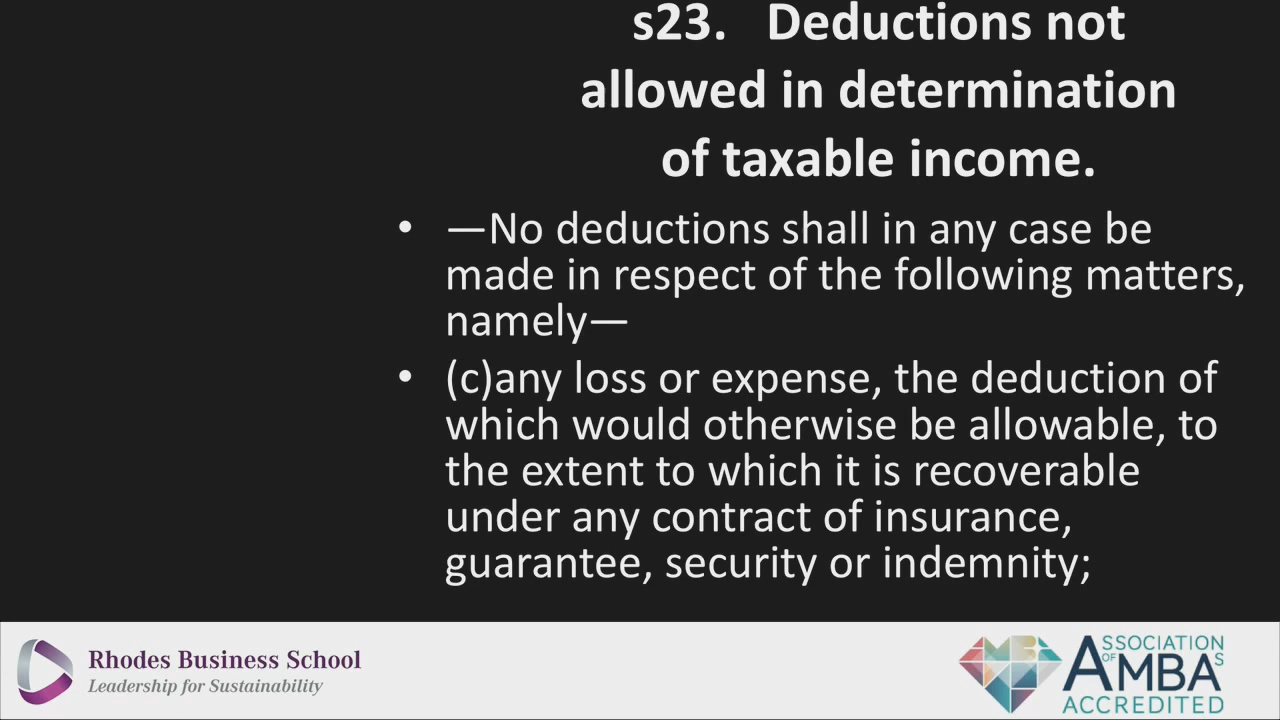 s23. Deductions not
allowed in determination
of taxable income.
• —No deductions shall in any case be
made in respect of the following matters,
namely—
• (c)any loss or expense, the deduction of
which would otherwise be allowable, to
the extent to which it is recoverable
under any contract of insurance,
guarantee, security or indemnity;
Rhodes Business School
Leadership for Sustainability
MBAs
ASSOCIATION
OF AMBAS
ACCREDITED